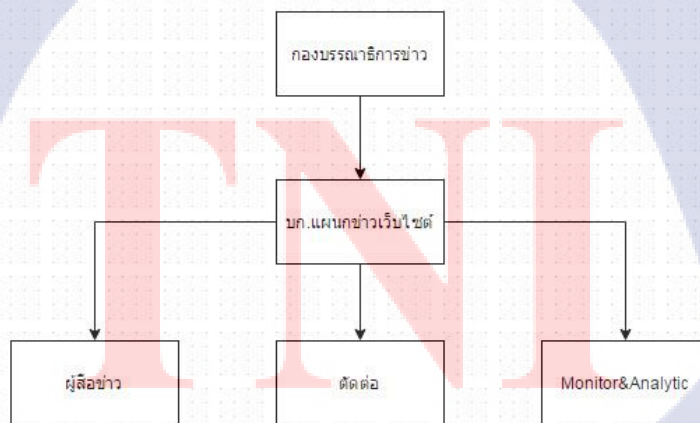 กองบรรณาธิการข่าว
TNI
บก.แผนกข่าวเว็บไซต์
ผู้สื่อข่าว
ตัดต่อ
Monitor&Analytic